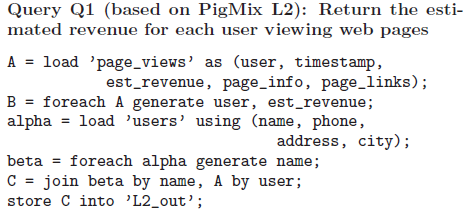 Query Q1 (based on PigMix L2): Return the esti-
mated revenue for each user viewing web pages
A = load ’page_views’ as (user, timestamp,
est_revenue, page_info, page_links);
B = foreach A generate user, est_revenue;
alpha = load ’users’ using (name, phone,
address, city);
beta = foreach alpha generate name;
C = join beta by name, A by user;
store C into ’L2_out’;